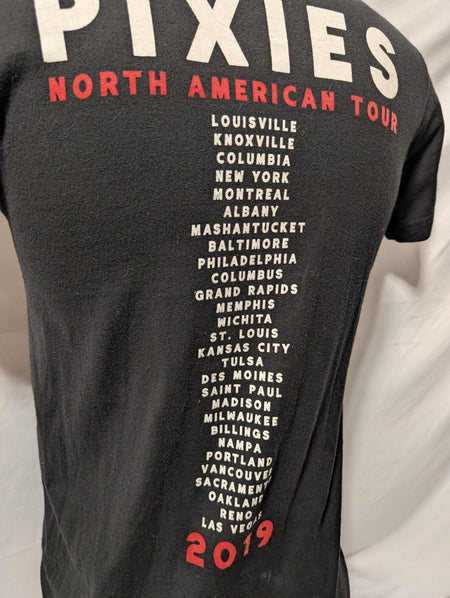 PIXIES
NORTH AMERICAN TOUR
LOUISVILLE
KNOXVILLE
COLUMBIA
NEW YORK
MONTREAL
ALBANY
MASHANTUCKET
BALTIMORE
PHILADELPHIA
COLUMBUS
GRAND RAPIDS
MEMPHIS
WICHITA
ST. LOUIS
KANSAS CITY
TULSA
DES MOINES
SAINT PAUL
MADISON
MILWAUKEE
BILLINGS
NAMPA
PORTLAND
VANCOUVER
SACRAMENTO
OAKLAND
RENO
LAS VEGAS
2019